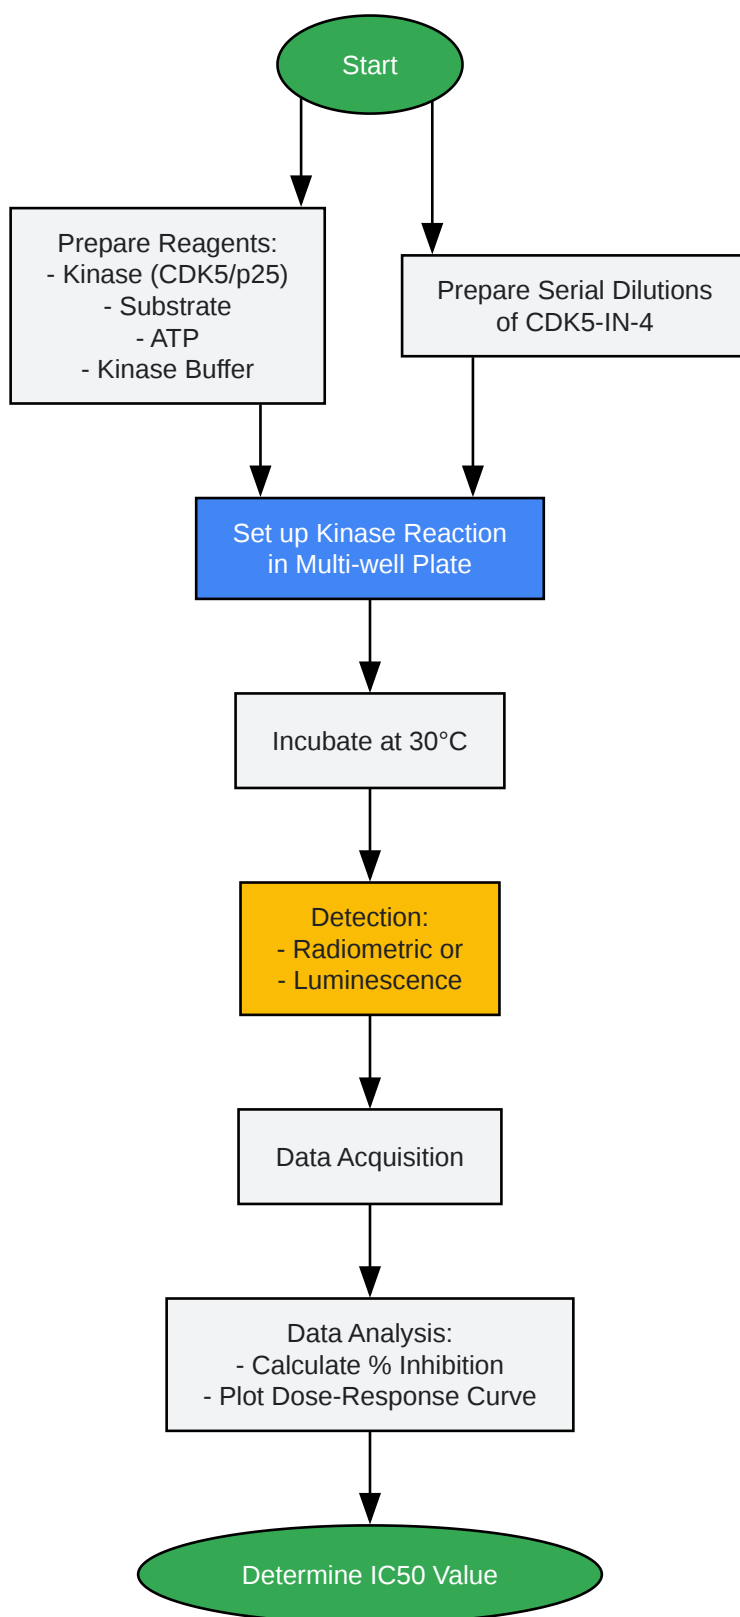 Start
Prepare Reagents:
- Kinase (CDK5/p25)
- Substrate
- ATP
- Kinase Buffer
Prepare Serial Dilutions
of CDK5-IN-4
Set up Kinase Reaction
in Multi-well Plate
Incubate at 30°C
Detection:
- Radiometric or
- Luminescence
Data Acquisition
Data Analysis:
- Calculate % Inhibition
- Plot Dose-Response Curve
Determine IC50 Value